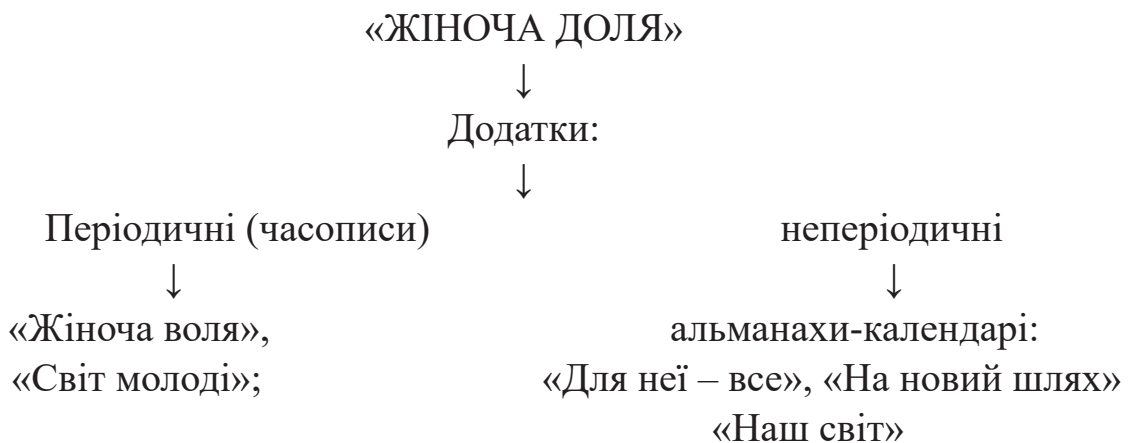 «ЖІНОЧА ДОЛЯ»
↓
Додатки:
↓
Періодичні (часописи) неперіодичні
↓ ↓
«Жіноча воля», альманахи-календарі:
«Світ молоді»; «Для неї – все», «На новий шлях»
«Наш світ»